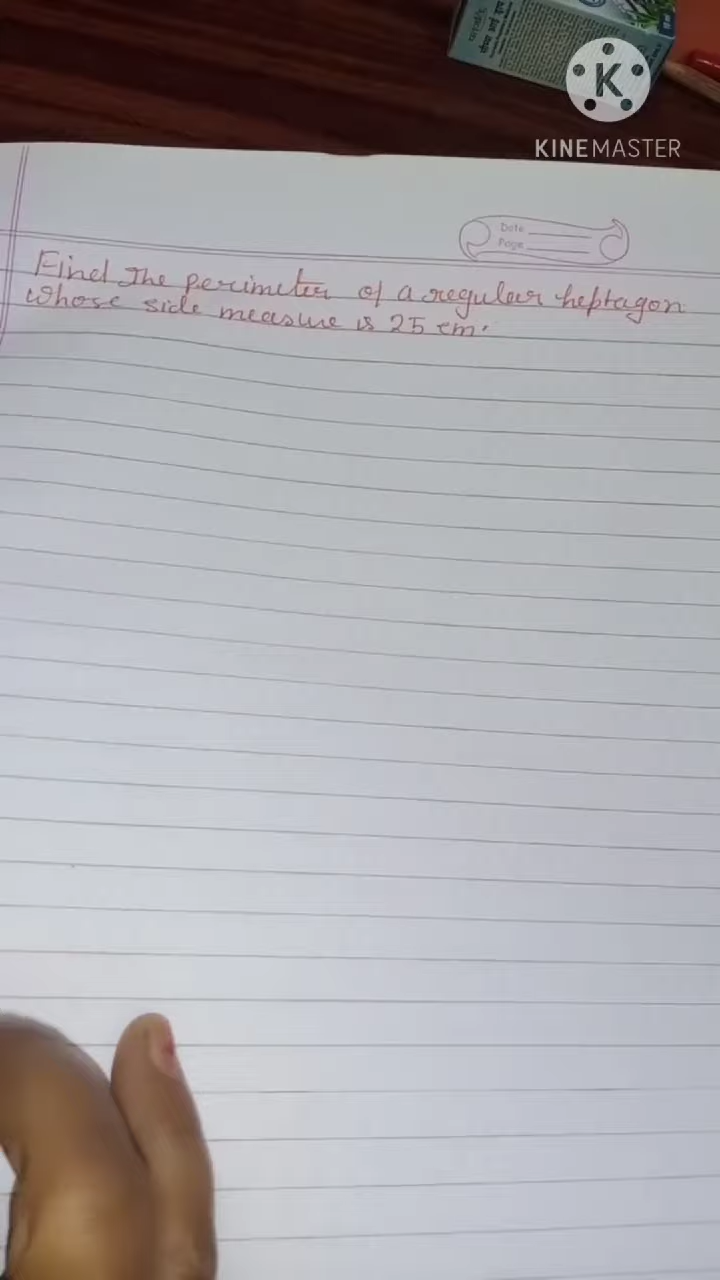 K
KINEMASTER
Date
Page
Find The perimeter of a regular heptagon
whose side measure is 25 cm.